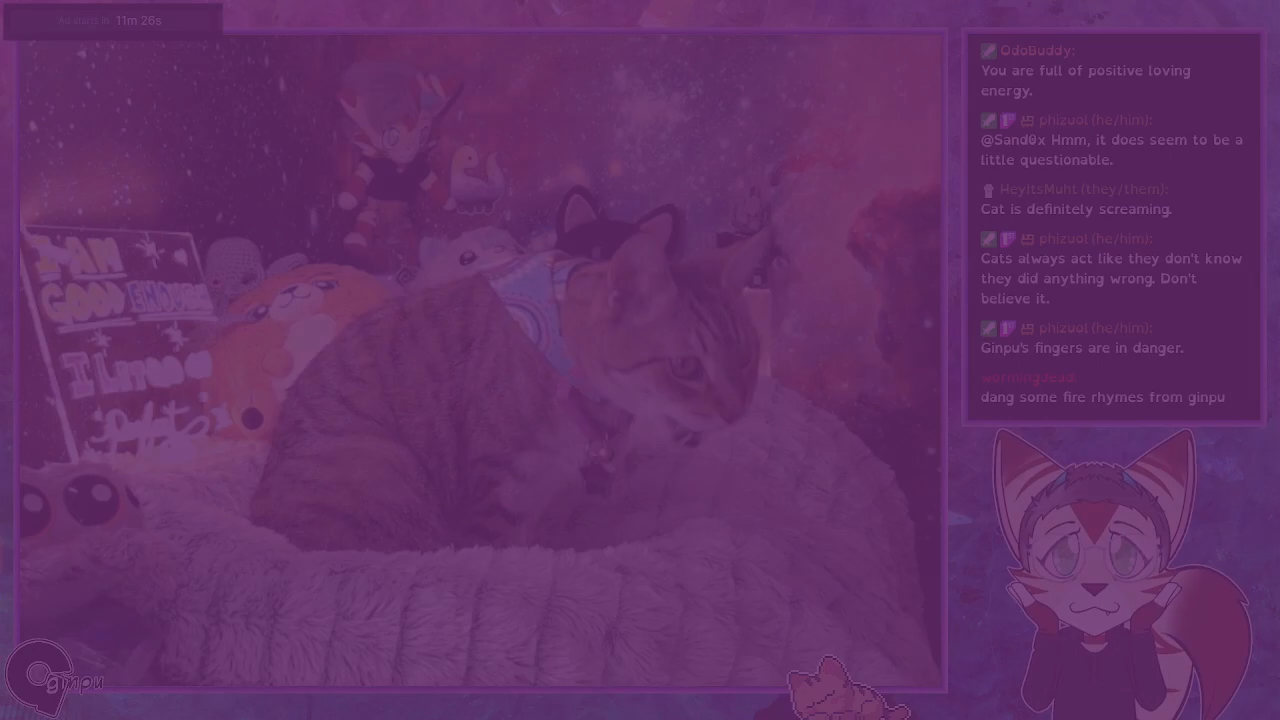 Ad starts in 11m 26s
OdoBuddy:
You are full of positive loving
energy.
phizuol (he/him):
@Sand0x Hmm, it does seem to be a
little questionable.
HeyItsMuht (they/them):
Cat is definitely screaming.
phizuol (he/him):
Cats always act like they don't know
they did anything wrong. Don't
believe it.
phizuol (he/him):
Ginpu's fingers are in danger.
dang some fire rhymes from ginpu
I AM
GOOD ENOUGH
ginpu